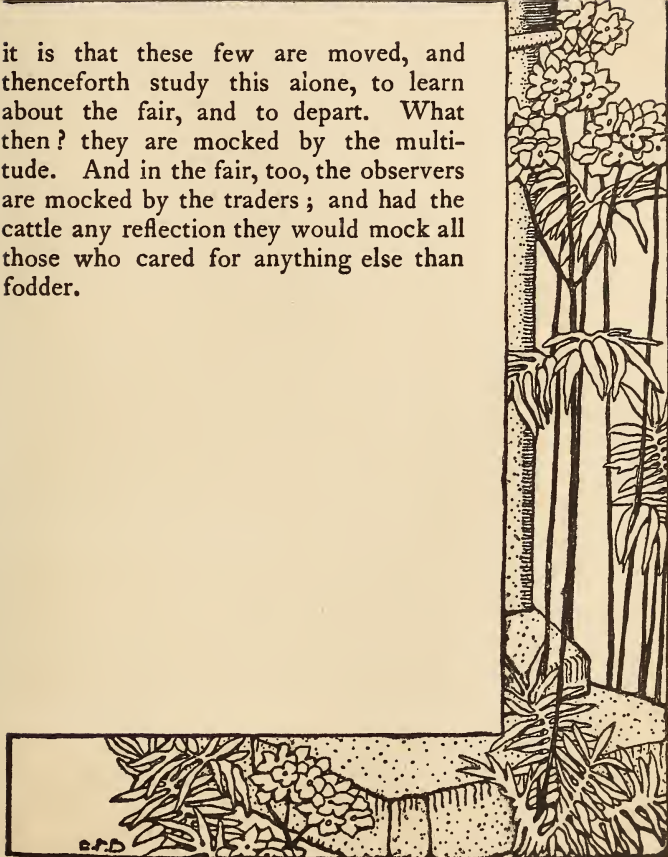 it is that these few are moved, and
thenceforth study this alone, to learn
about the fair, and to depart. What
then? they are mocked by the multi-
tude. And in the fair, too, the observers
are mocked by the traders; and had the
cattle any reflection they would mock all
those who cared for anything else than
fodder.